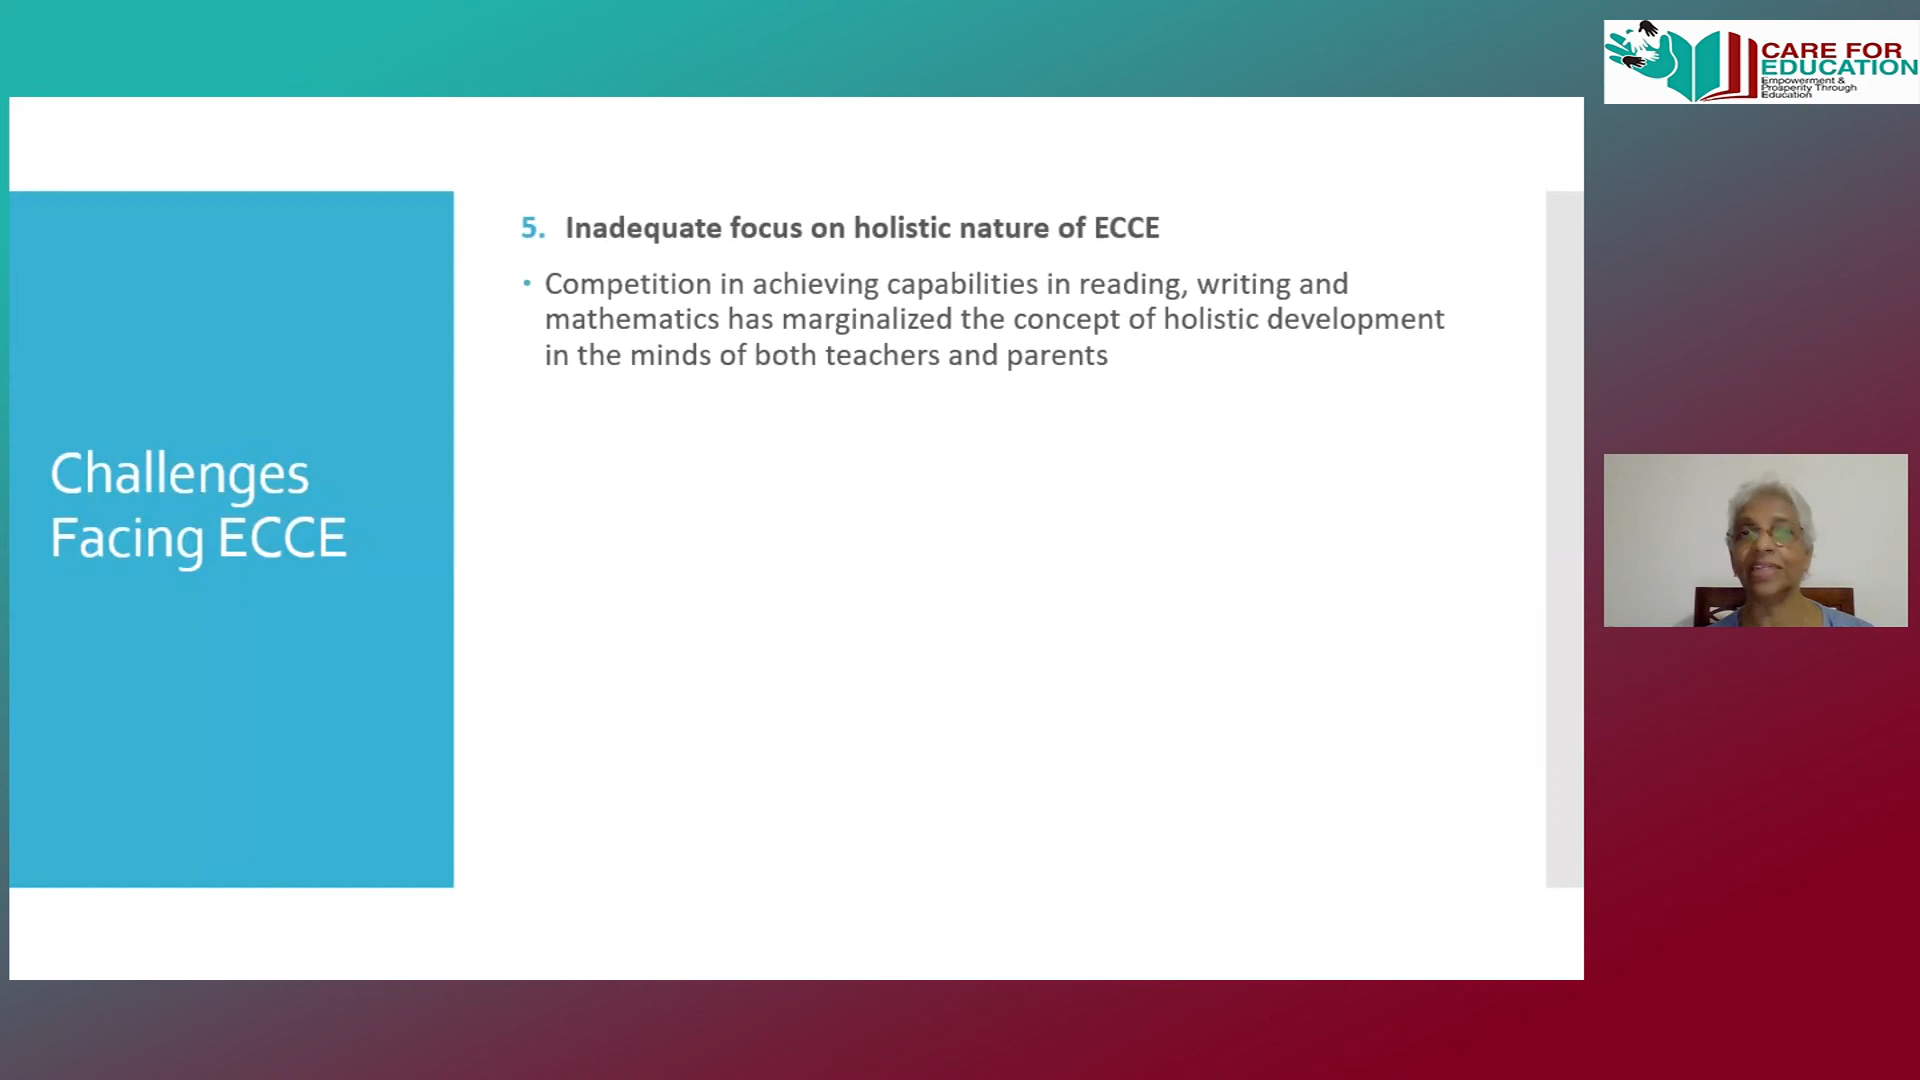 CARE FOR
EDUCATION
Empowerment &
Prosperity Through
Education
5. Inadequate focus on holistic nature of ECCE
• Competition in achieving capabilities in reading, writing and
mathematics has marginalized the concept of holistic development
in the minds of both teachers and parents
Challenges
Facing ECCE